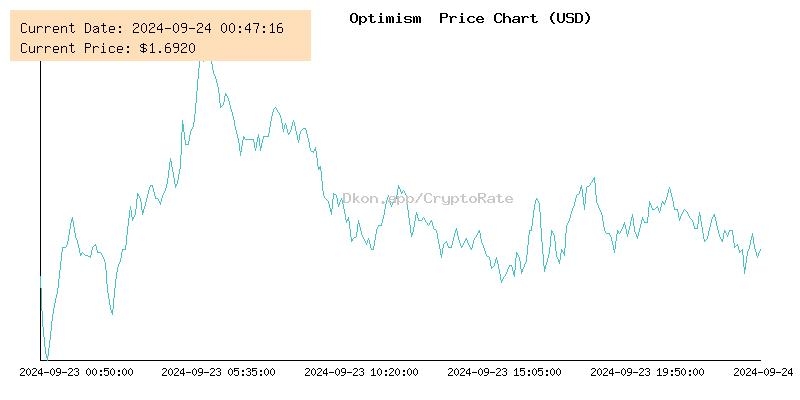 Optimism  Price Chart (USD)
Current Date: 2024-09-24 00:47:16
Current Price: $1.6920
Dkon.app/CryptoRate
2024-09-23 00:50:00 2024-09-23 05:35:00 2024-09-23 10:20:00 2024-09-23 15:05:00 2024-09-23 19:50:00 2024-09-24